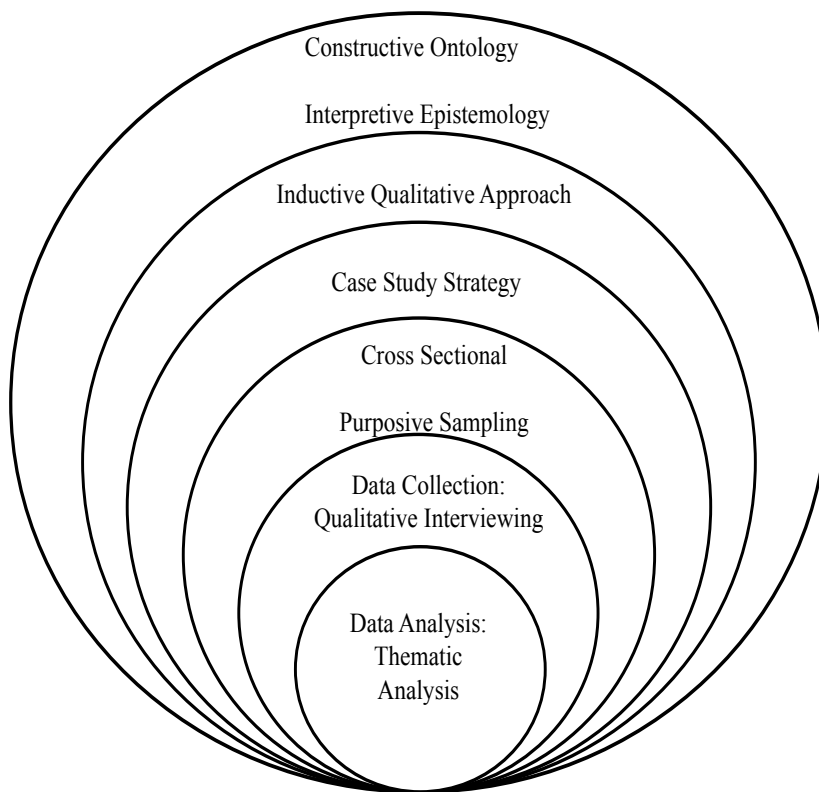 Constructive Ontology
Interpretive Epistemology
Inductive Qualitative Approach
Case Study Strategy
Cross Sectional
Purposive Sampling
Data Collection:
Qualitative Interviewing
Data Analysis:
Thematic
Analysis